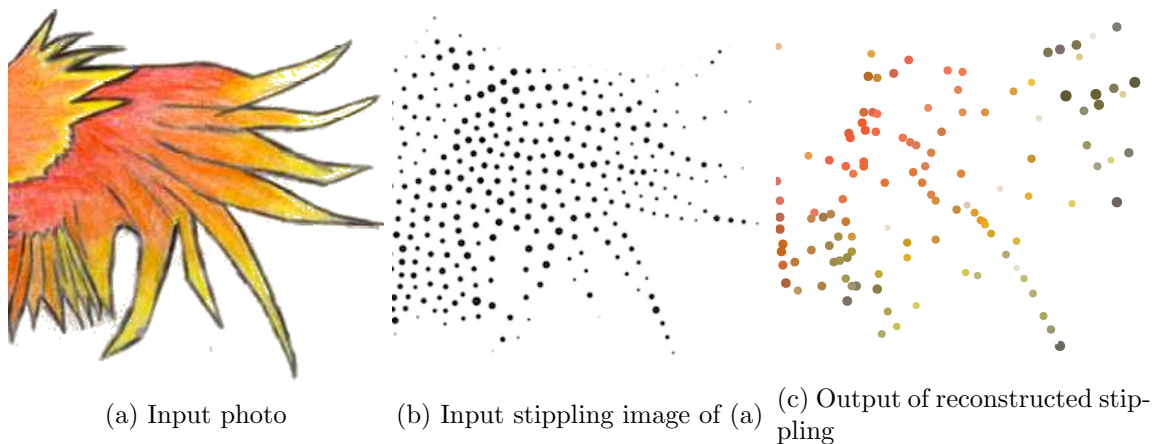 (a) Input photo
(b) Input stippling image of (a)
(c) Output of reconstructed stip-
pling